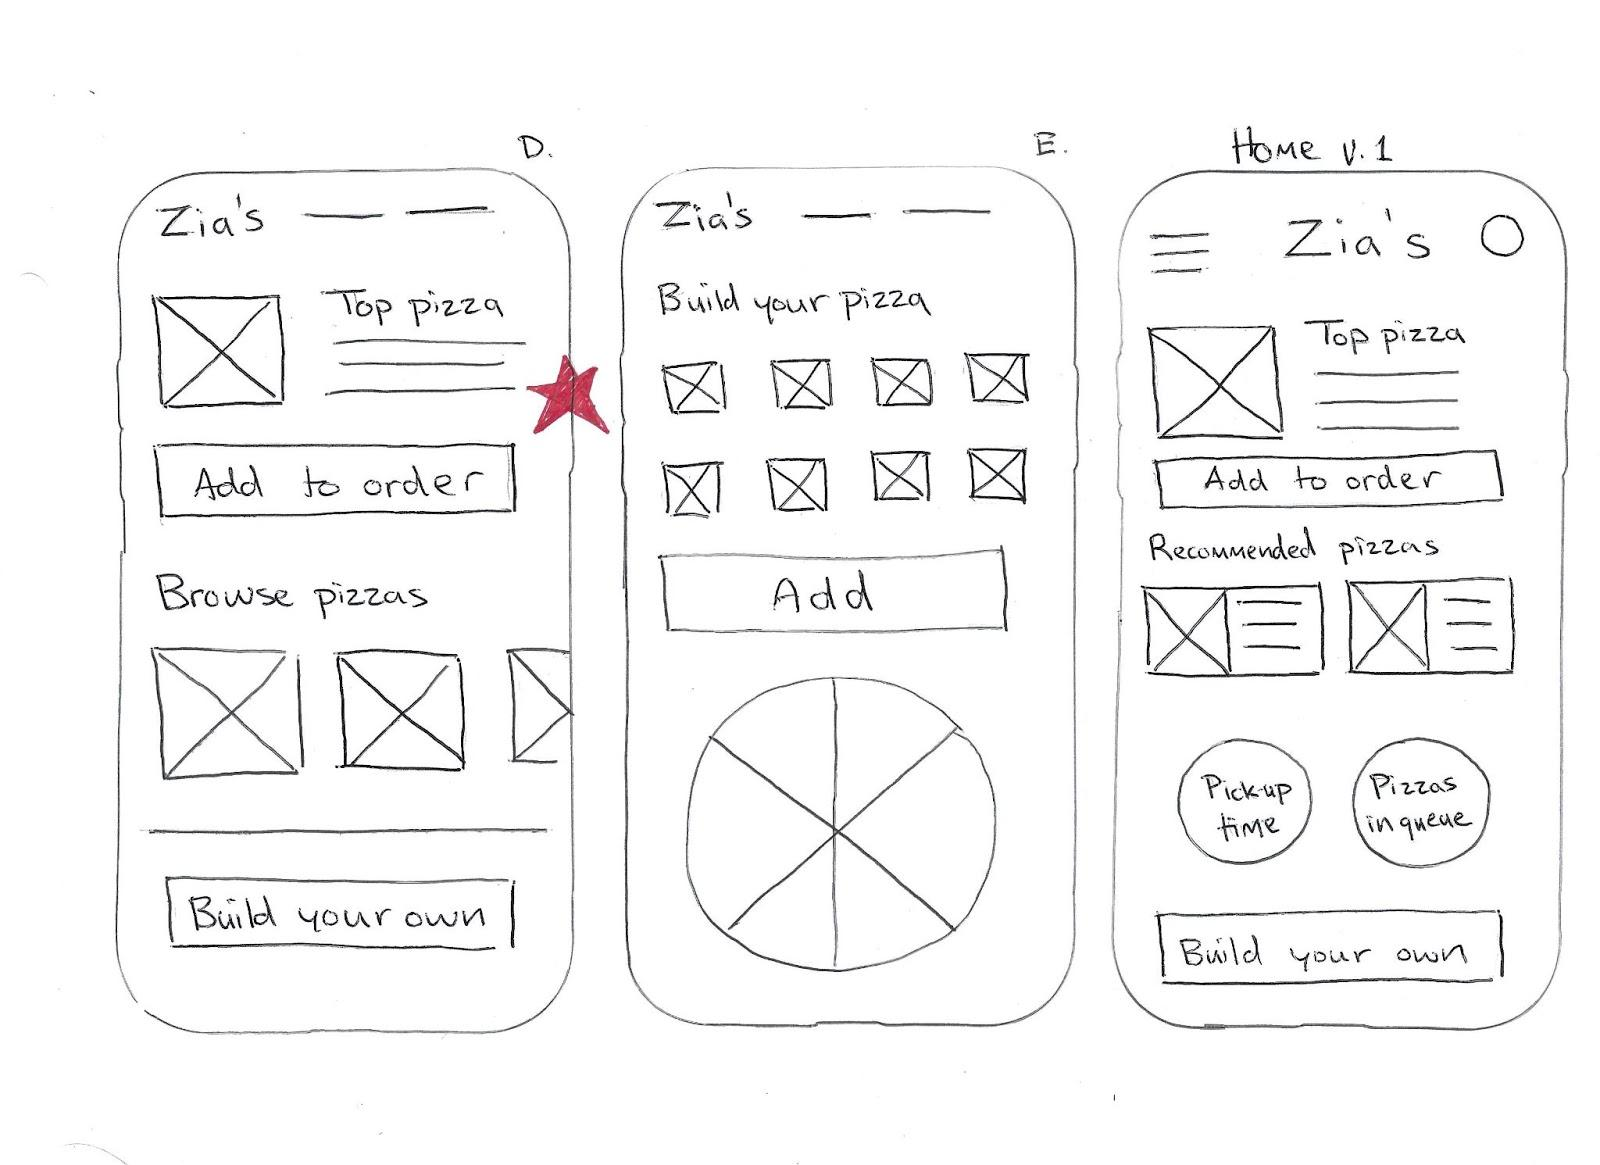 D.
Zia's
Top pizza
Add to order
Browse pizzas
Build your own
E.
Zia's
Build your pizza
Add
Home v.1
Zia's
Top pizza
Add to order
Recommended pizzas
Pick-up
time
Pizzas
in queue
Build your own